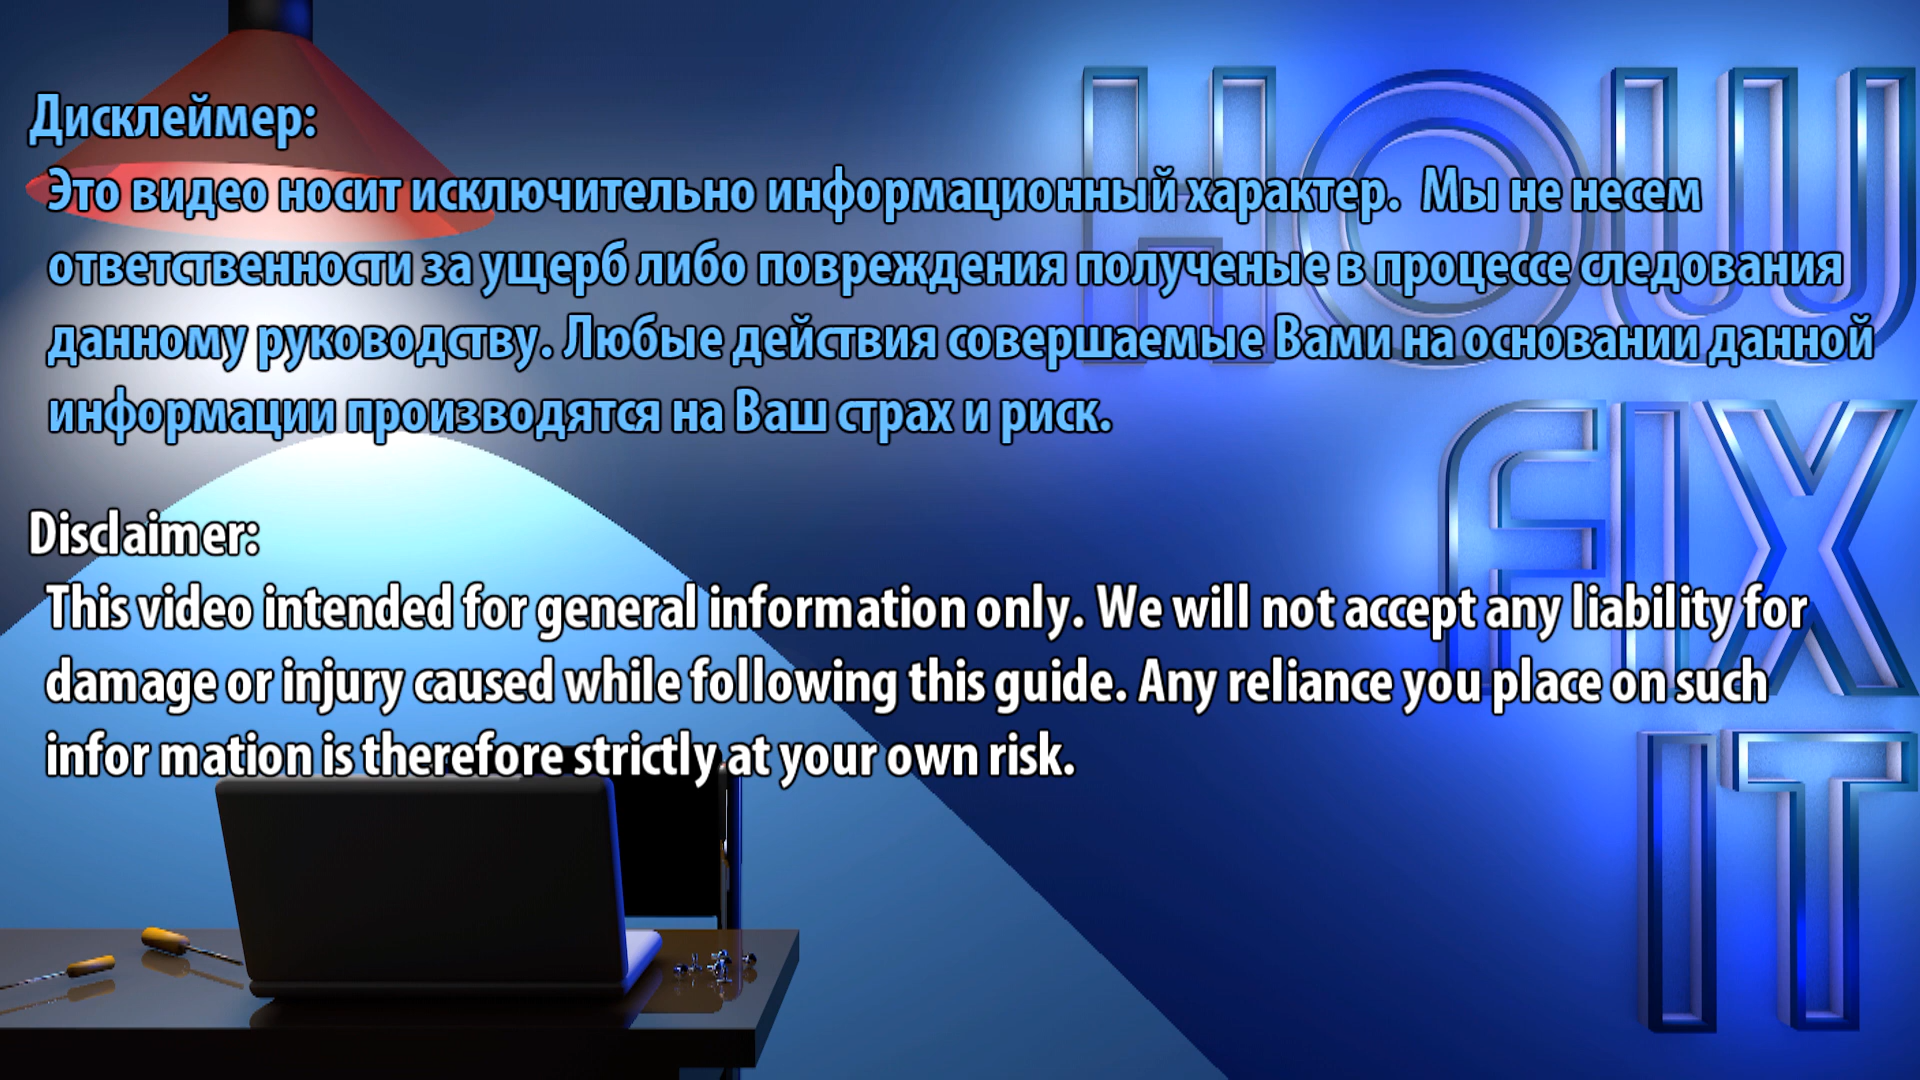 Дисклеймер:
Это видео носит исключительно информационный характер. Мы не несем
ответственности за ущерб либо повреждения полученые в процессе следования
данному руководству. Любые действия совершаемые Вами на основании данной
информации производятся на Ваш страх и риск.
Disclaimer:
This video intended for general information only. We will not accept any liability for
damage or injury caused while following this guide. Any reliance you place on such
infor mation is therefore strictly at your own risk.
HOW
FIX
IT